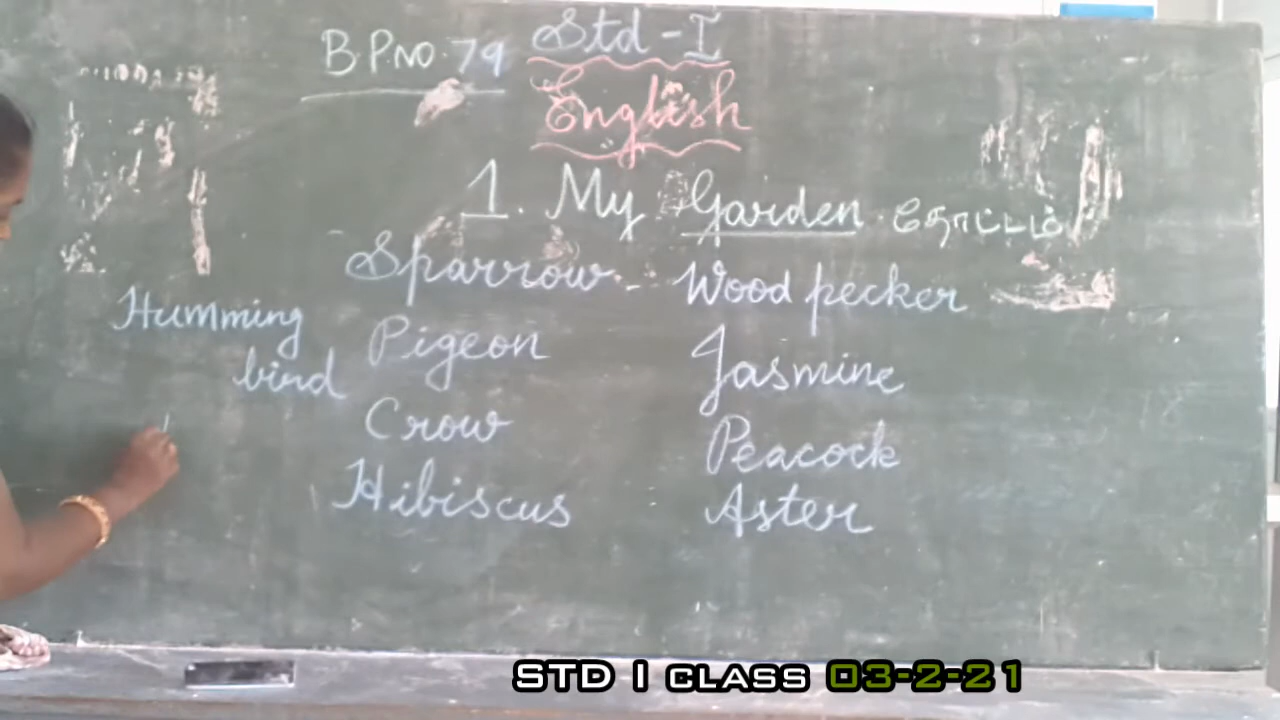 B.P.NO. 79
Std - I
English
1. My Garden. தோட்டம்
Sparrow - Wood pecker
Humming
bird
Pigeon
Jasmine
Crow
Peacock
Hibiscus
Aster
STD I CLASS 03-2-21